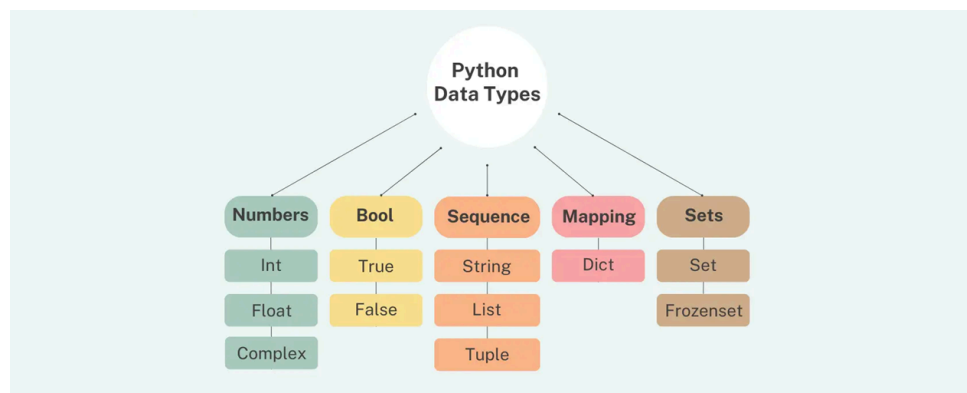 Python
Data Types
Numbers
Int
Float
Complex
Bool
True
False
Sequence
String
List
Tuple
Mapping
Dict
Sets
Set
Frozenset